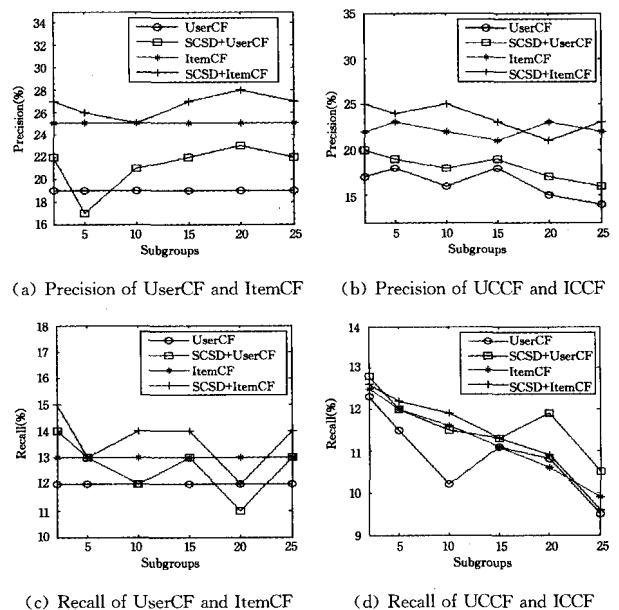 UserCF
SCSD+UserCF
ItemCF
SCSD+ItemCF
Precision(%)
34
32
30
28
26
24
22
20
18
16
5
10
15
20
25
Subgroups
(a) Precision of UserCF and ItemCF
UserCF
SCSD+UserCF
ItemCF
SCSD+ItemCF
Precision(%)
35
30
25
20
15
5
10
15
20
25
Subgroups
(b) Precision of UCCF and ICCF
UserCF
SCSD+UserCF
ItemCF
SCSD+ItemCF
Recall(%)
18
17
16
15
14
13
12
11
10
5
10
15
20
25
Subgroups
(c) Recall of UserCF and ItemCF
UserCF
SCSD+UserCF
ItemCF
SCSD+ItemCF
Recall(%)
14
13
12
11
10
9
5
10
15
20
25
Subgroups
(d) Recall of UCCF and ICCF